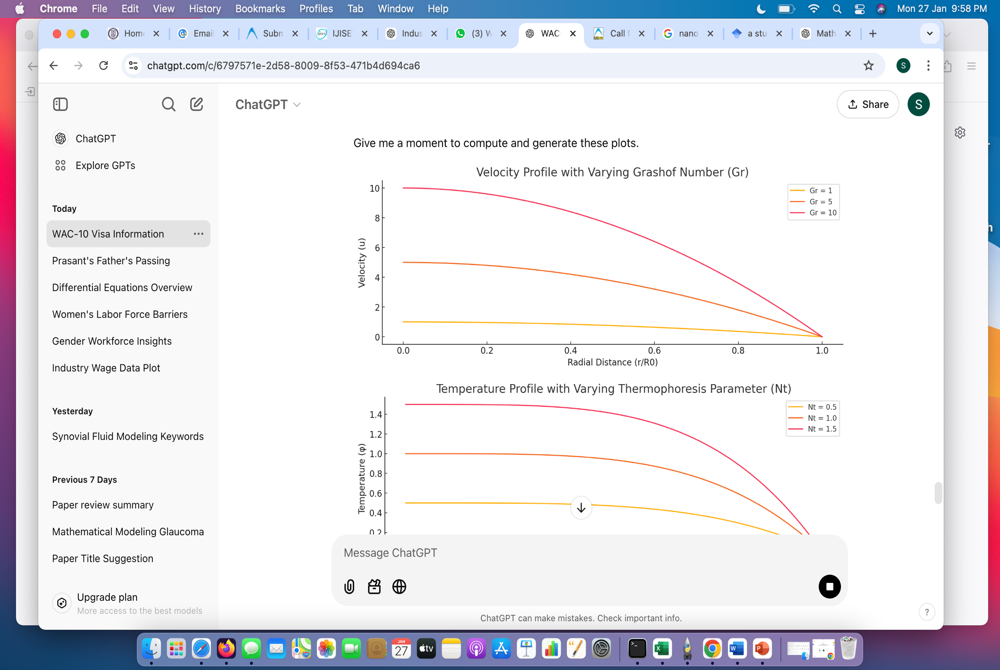 Chrome File Edit View History Bookmarks Profiles Tab Window Help Mon 27 Jan 9:58 PM
Home Email Subm IJISE Indus (3) W WAC- Call f nano a stu Math
chatgpt.com/c/6797571e-2d58-8009-8f53-471b4d694ca6 S
ChatGPT Share S
ChatGPT
Explore GPTs
Today
WAC-10 Visa Information
Prasant's Father's Passing
Differential Equations Overview
Women's Labor Force Barriers
Gender Workforce Insights
Industry Wage Data Plot
Yesterday
Synovial Fluid Modeling Keywords
Previous 7 Days
Paper review summary
Mathematical Modeling Glaucoma
Paper Title Suggestion
Upgrade plan
More access to the best models
Give me a moment to compute and generate these plots.
Velocity Profile with Varying Grashof Number (Gr)
Gr = 1
Gr = 5
Gr = 10
Velocity (u)
10
8
6
4
2
0
0.0 0.2 0.4 0.6 0.8 1.0
Radial Distance (r/R0)
Temperature Profile with Varying Thermophoresis Parameter (Nt)
Nt = 0.5
Nt = 1.0
Nt = 1.5
Temperature (φ)
1.4
1.2
1.0
0.8
0.6
0.4
0.2
Message ChatGPT
ChatGPT can make mistakes. Check important info.
?
JAN
27
tv